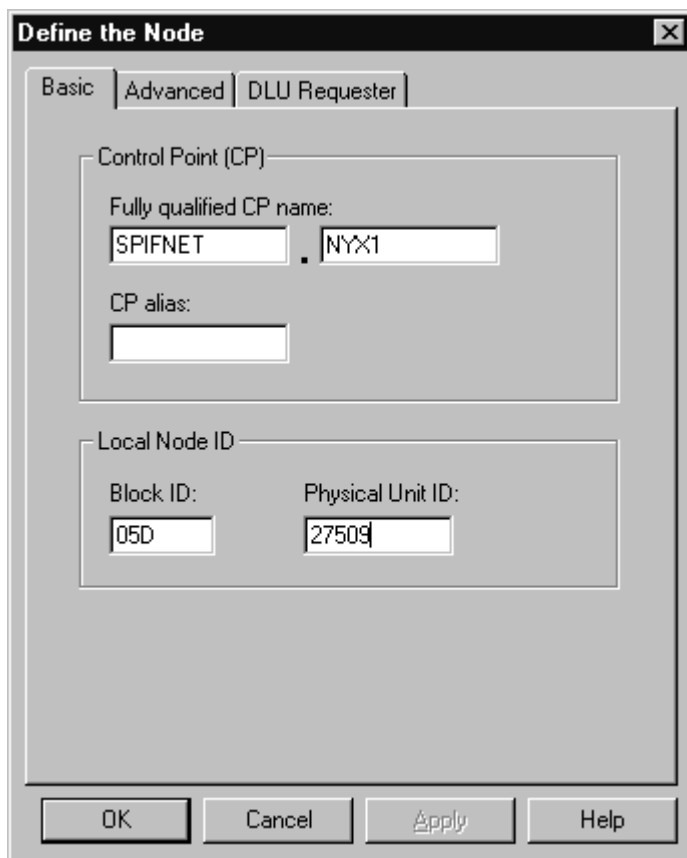 Define the Node
Basic Advanced DLU Requester
Control Point (CP)
Fully qualified CP name:
SPIFNET . NYX1
CP alias:
Local Node ID
Block ID: Physical Unit ID:
05D 27509
OK Cancel Apply Help